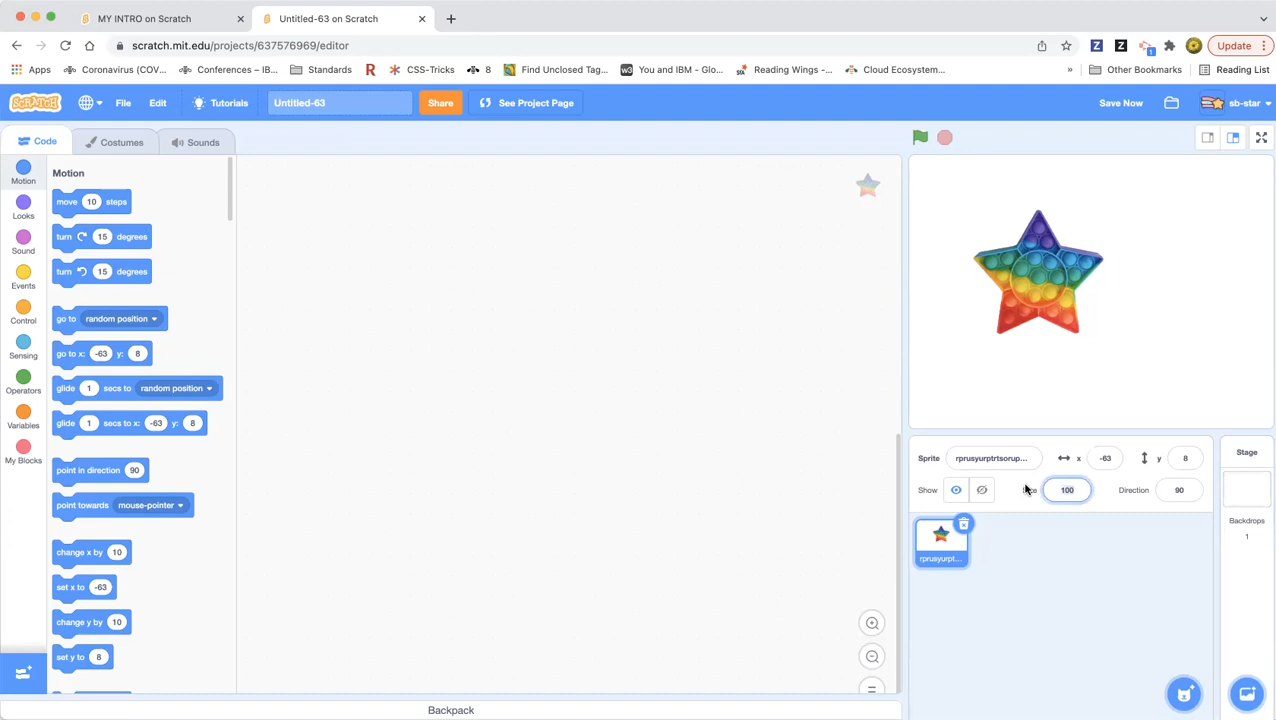 MY INTRO on Scratch
Untitled-63 on Scratch
scratch.mit.edu/projects/637576969/editor
Update
Apps
Coronavirus (COV...
Conferences – IB...
Standards
R
CSS-Tricks
8
Find Unclosed Tag...
w3
You and IBM - Glo...
Reading Wings -...
Cloud Ecosystem...
»
Other Bookmarks
Reading List
SCRATCH
File
Edit
Tutorials
Untitled-63
Share
See Project Page
Save Now
sb-star
Code
Costumes
Sounds
Motion
Looks
Sound
Events
Control
Sensing
Operators
Variables
My Blocks
Motion
move 10 steps
turn 15 degrees
turn 15 degrees
go to random position
go to x: -63 y: 8
glide 1 secs to random position
glide 1 secs to x: -63 y: 8
point in direction 90
point towards mouse-pointer
change x by 10
set x to -63
change y by 10
set y to 8
Sprite rprusyurptrtsorup... x -63 y 8
Show 100 Direction 90
rprusyurpt...
Stage
Backdrops
1
Backpack